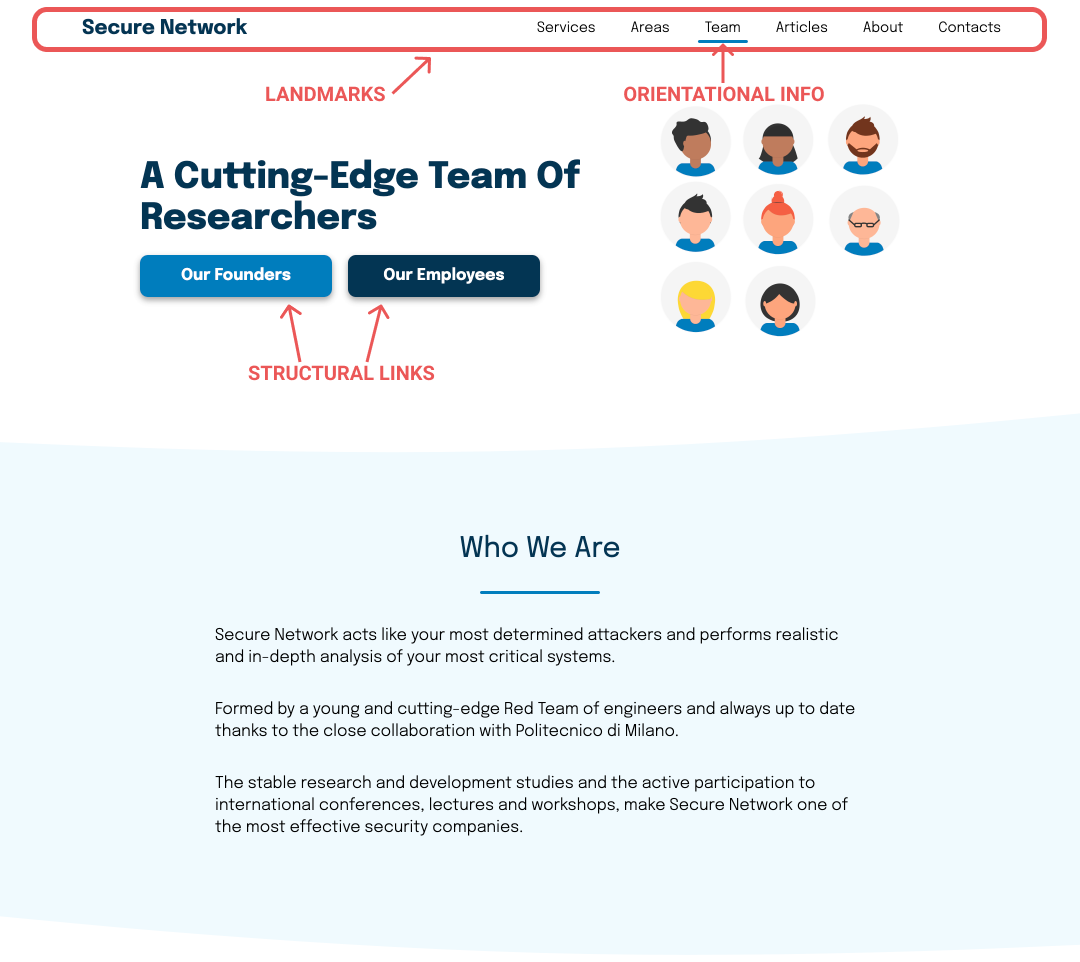 Secure Network
Services Areas Team Articles About Contacts
LANDMARKS
ORIENTATIONAL INFO
A Cutting-Edge Team Of
Researchers
Our Founders
Our Employees
STRUCTURAL LINKS
Who We Are
Secure Network acts like your most determined attackers and performs realistic
and in-depth analysis of your most critical systems.
Formed by a young and cutting-edge Red Team of engineers and always up to date
thanks to the close collaboration with Politecnico di Milano.
The stable research and development studies and the active participation to
international conferences, lectures and workshops, make Secure Network one of
the most effective security companies.